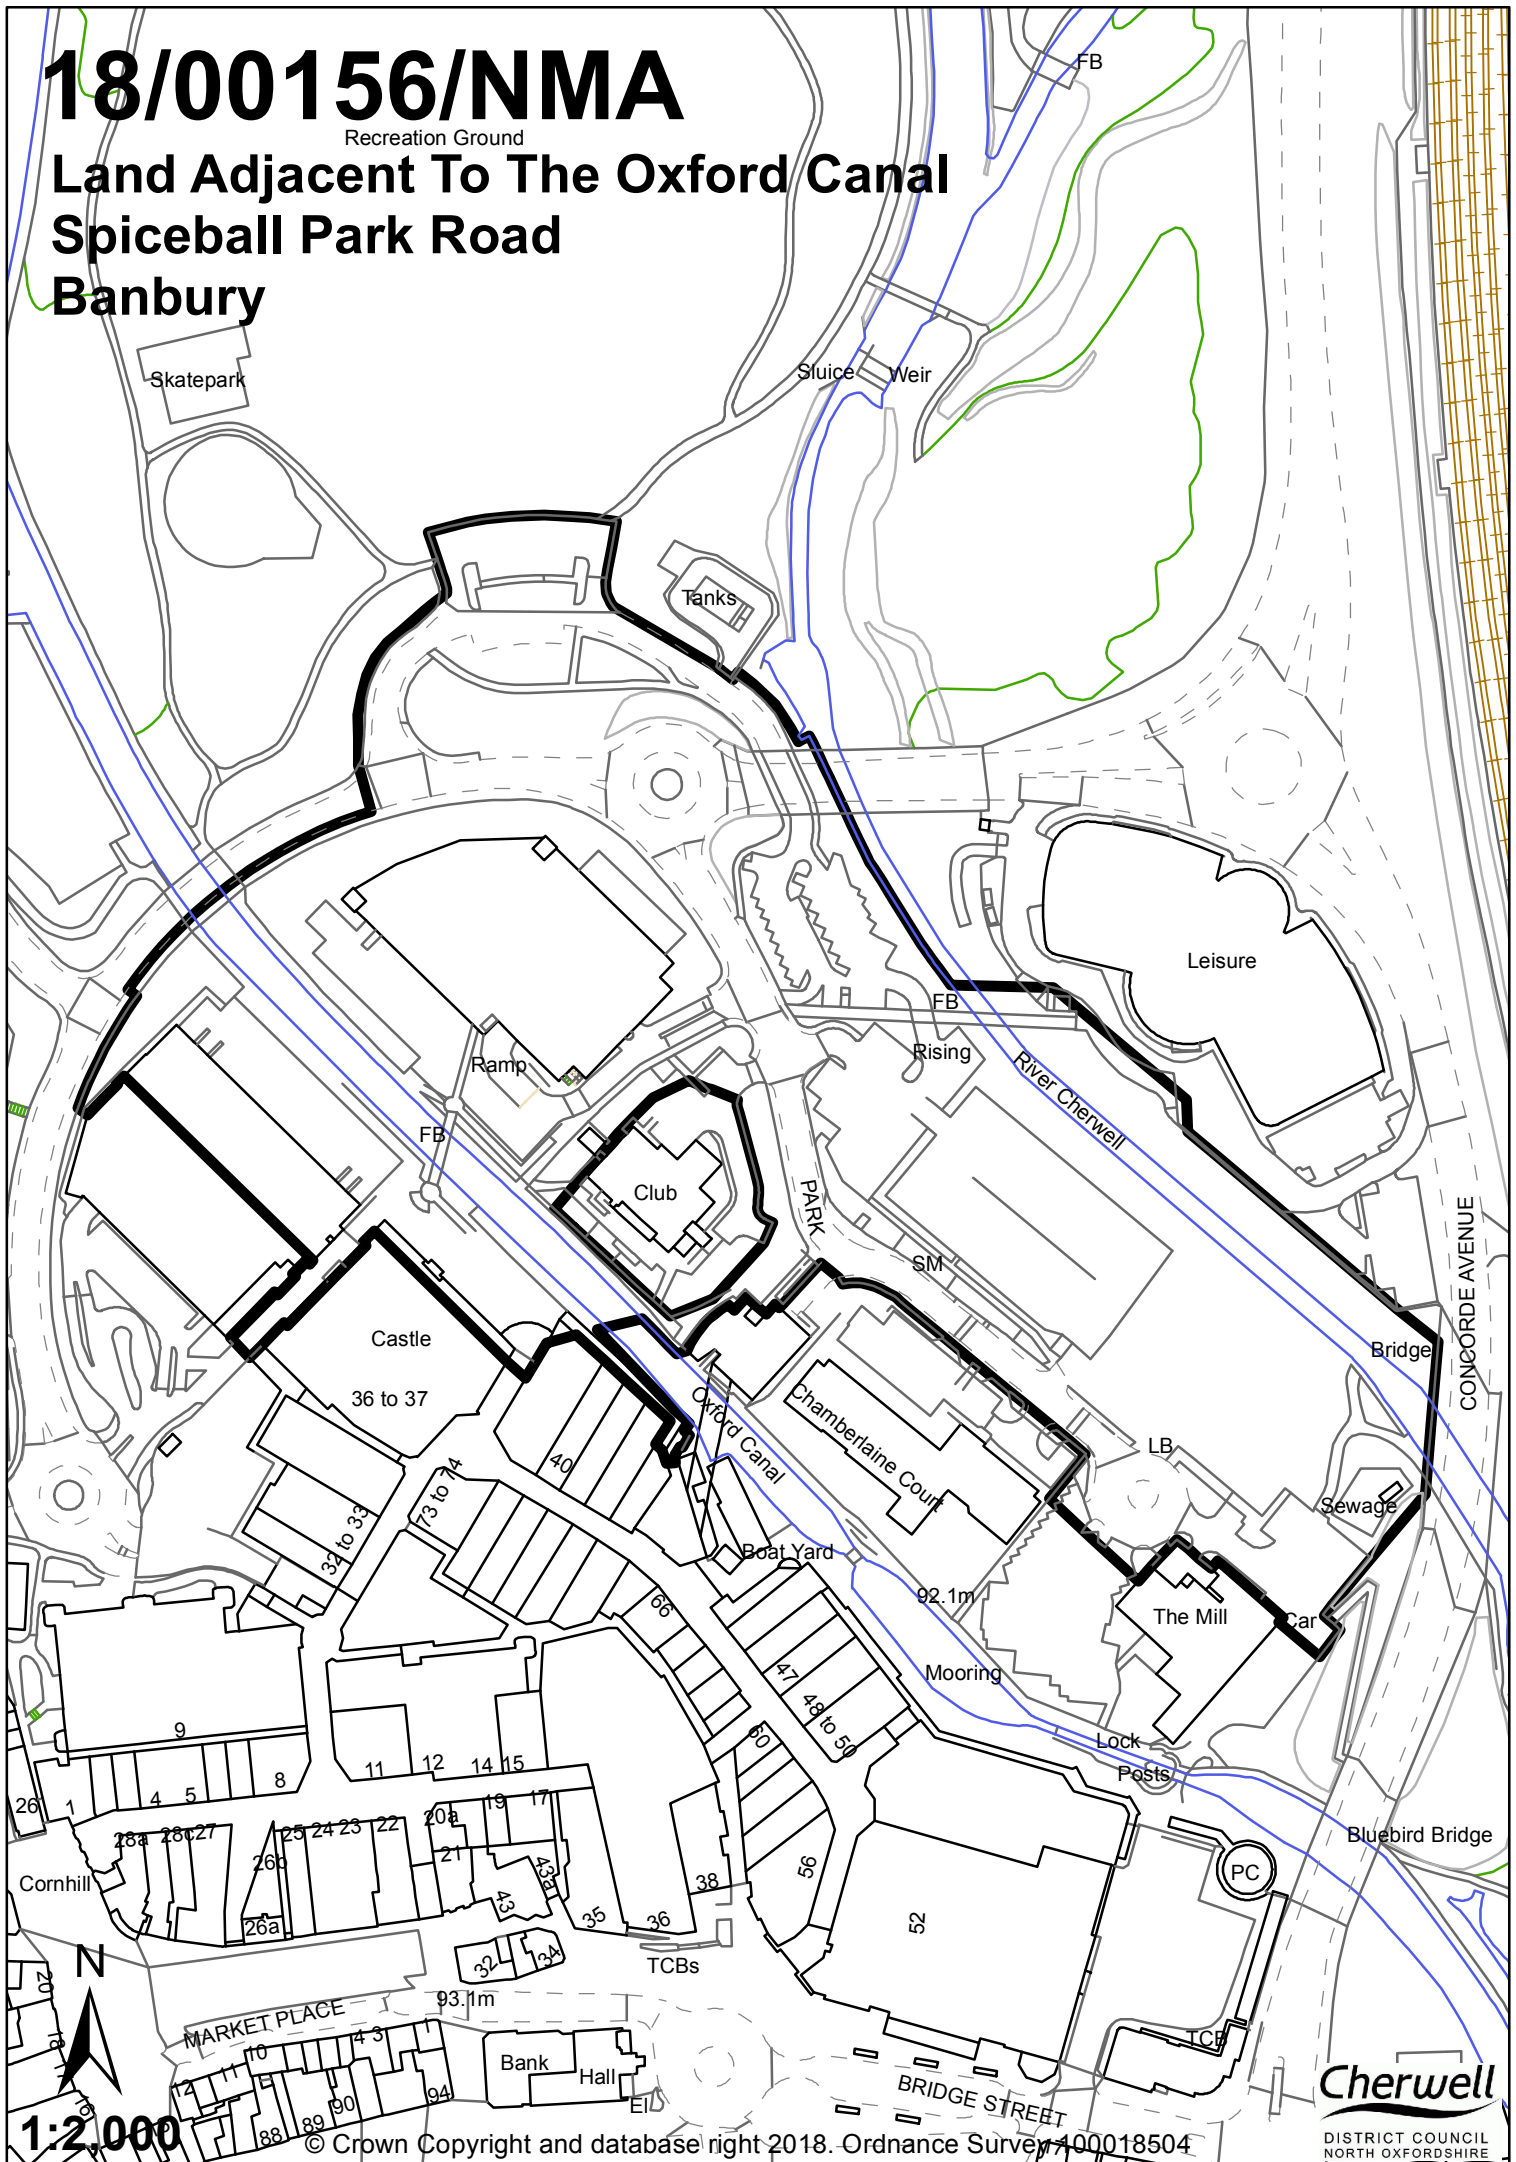 18/00156/NMA
Recreation Ground
Land Adjacent To The Oxford Canal
Spiceball Park Road
Banbury
FB
Skatepark
Sluice
Weir
Tanks
Leisure
FB
Rising
River Cherwell
Ramp
FB
Club
PARK
SM
CONCORDE AVENUE
Castle
Bridge
36 to 37
Oxford Canal
Chamberlaine Court
LB
40
73 to 74
Sewage
32 to 33
Boat Yard
92.1m
66
The Mill
Car
47
48 to 50
Mooring
9
60
Lock
Posts
11
12
14
15
8
26
1
4
5
17
19
20a
28a
28c
27
25
24
23
22
21
26b
43a
Bluebird Bridge
Cornhill
56
PC
38
43
35
36
52
26a
32
34
TCBs
N
20
93.1m
MARKET PLACE
18
4
3
1
10
11
12
Bank
Hall
TCB
El
BRIDGE STREET
16
94
90
89
88
Cherwell
DISTRICT COUNCIL
NORTH OXFORDSHIRE
1:2,000
© Crown Copyright and database right 2018. Ordnance Survey 100018504